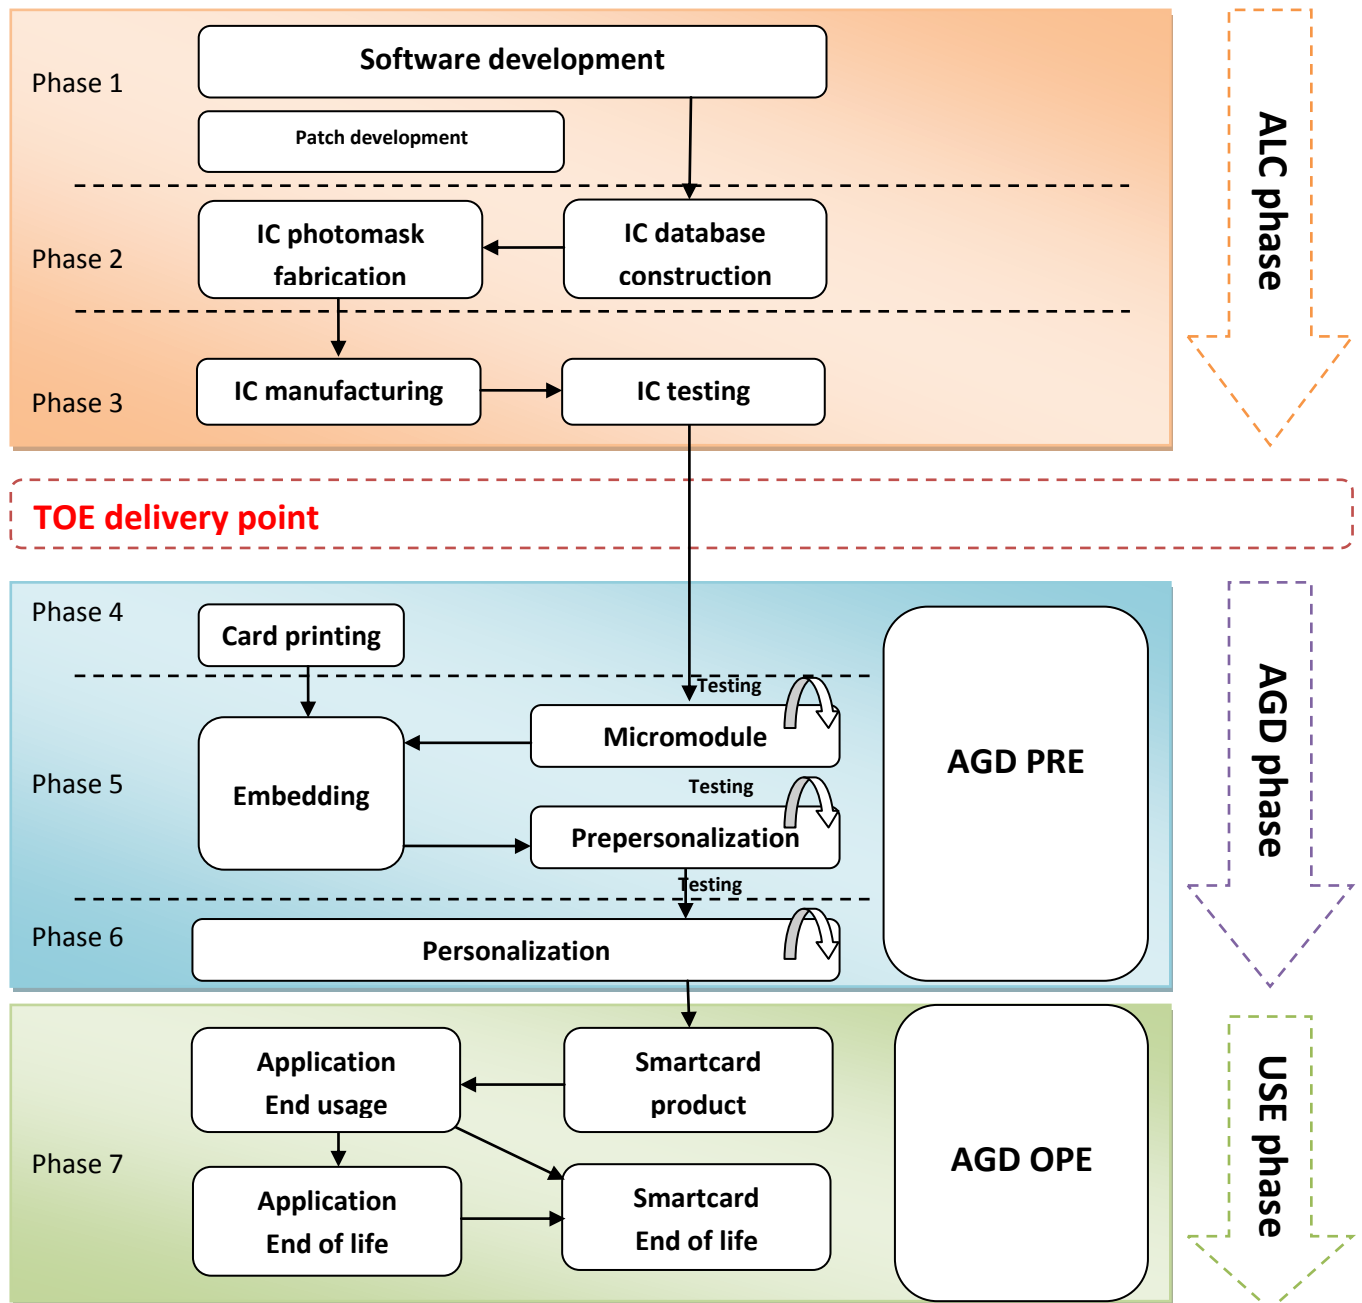 Phase 1
Software development
Patch development
Phase 2
IC photomask
fabrication
IC database
construction
Phase 3
IC manufacturing
IC testing
ALC phase
TOE delivery point
Phase 4
Card printing
Testing
Micromodule
Phase 5
Embedding
Testing
Prepersonalization
Testing
Phase 6
Personalization
AGD PRE
AGD phase
Application
End usage
Smartcard
product
Phase 7
Application
End of life
Smartcard
End of life
AGD OPE
USE phase